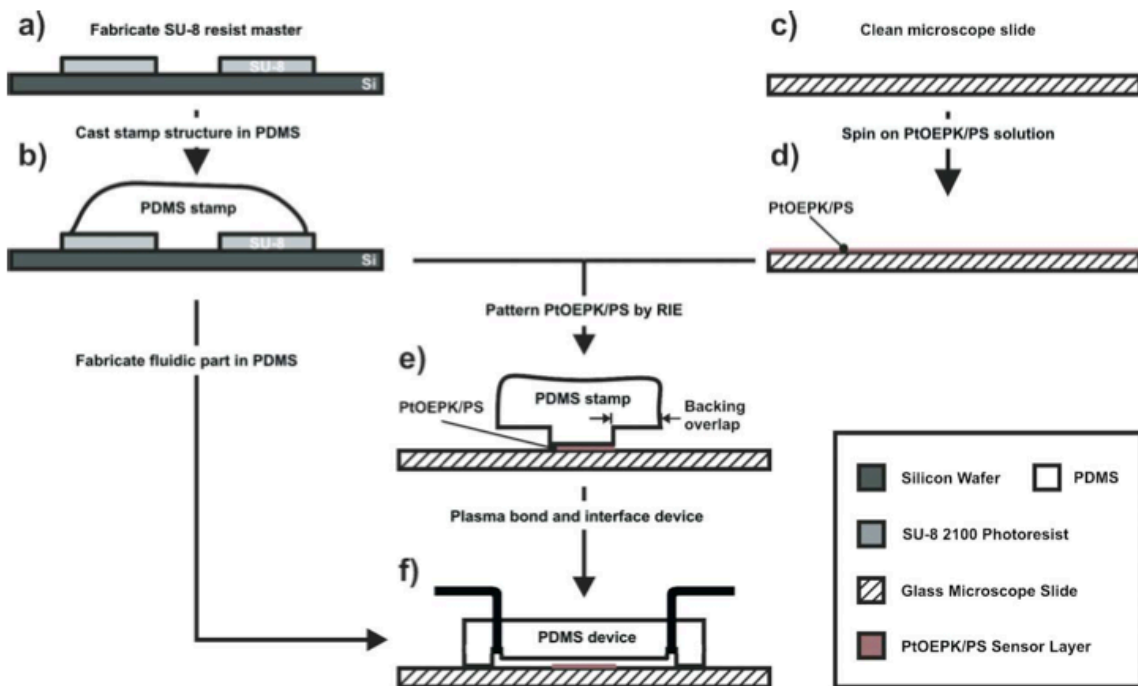 a)
Fabricate SU-8 resist master
SU-8
Si
Cast stamp structure in PDMS
b)
PDMS stamp
SU-8
Si
c)
Clean microscope slide
Spin on PtOEPK/PS solution
d)
PtOEPK/PS
Pattern PtOEPK/PS by RIE
Fabricate fluidic part in PDMS
e)
PDMS stamp
PtOEPK/PS
Backing
overlap
Plasma bond and interface device
f)
PDMS device
Silicon Wafer
PDMS
SU-8 2100 Photoresist
Glass Microscope Slide
PtOEPK/PS Sensor Layer